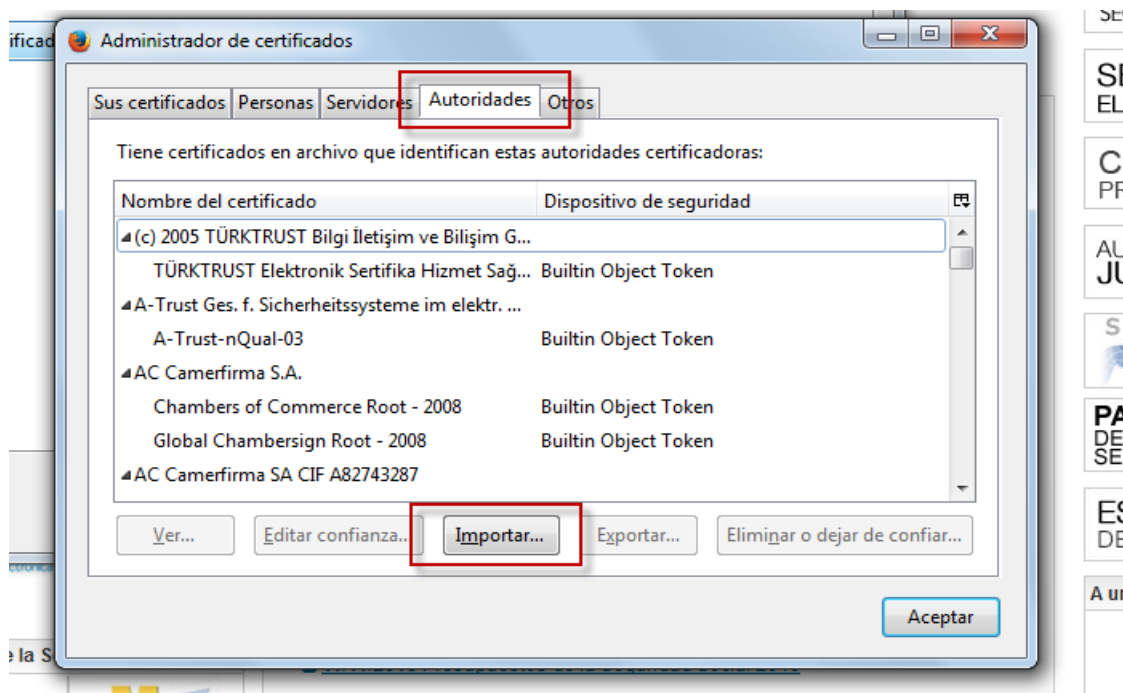 Administrador de certificados
Sus certificados Personas Servidores Autoridades Otros
Tiene certificados en archivo que identifican estas autoridades certificadoras:
Nombre del certificado Dispositivo de seguridad
(c) 2005 TÜRKTRUST Bilgi İletişim ve Bilişim G...
TÜRKTRUST Elektronik Sertifika Hizmet Sağ... Builtin Object Token
A-Trust Ges. f. Sicherheitssysteme im elektr. ...
A-Trust-nQual-03 Builtin Object Token
AC Camerfirma S.A.
Chambers of Commerce Root - 2008 Builtin Object Token
Global Chambersign Root - 2008 Builtin Object Token
AC Camerfirma SA CIF A82743287
Ver... Editar confianza... Importar... Exportar... Eliminar o dejar de confiar...
Aceptar